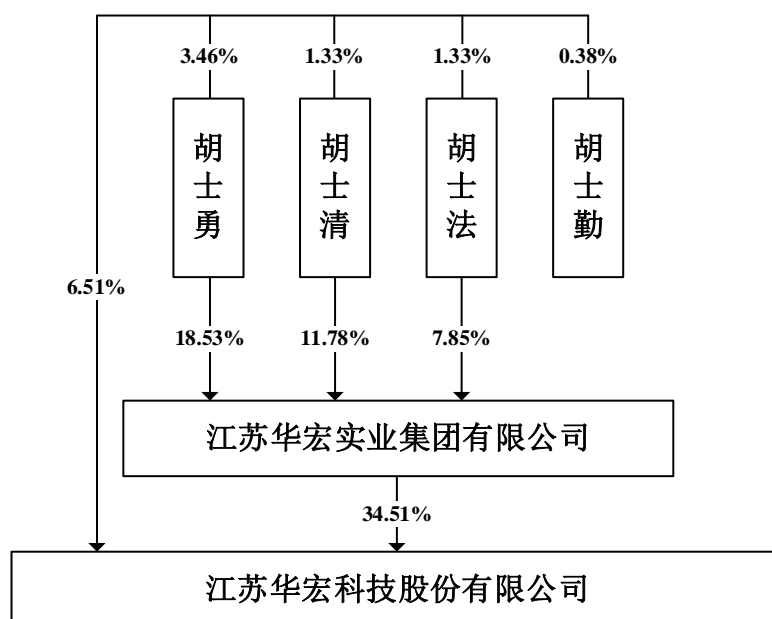 3.46% 1.33% 1.33% 0.38%
胡士勇
胡士清
胡士法
胡士勤
6.51%
18.53% 11.78% 7.85%
江苏华宏实业集团有限公司
34.51%
江苏华宏科技股份有限公司